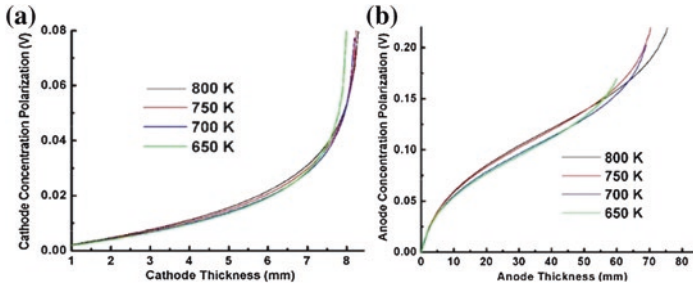 (a)
Cathode Concentration Polarization (V)
0.08
0.06
0.04
0.02
0.00
800 K
750 K
700 K
650 K
1 2 3 4 5 6 7 8
Cathode Thickness (mm)
(b)
Anode Concentration Polarization (V)
0.20
0.15
0.10
0.05
0.00
800 K
750 K
700 K
650 K
0 10 20 30 40 50 60 70 80
Anode Thickness (mm)